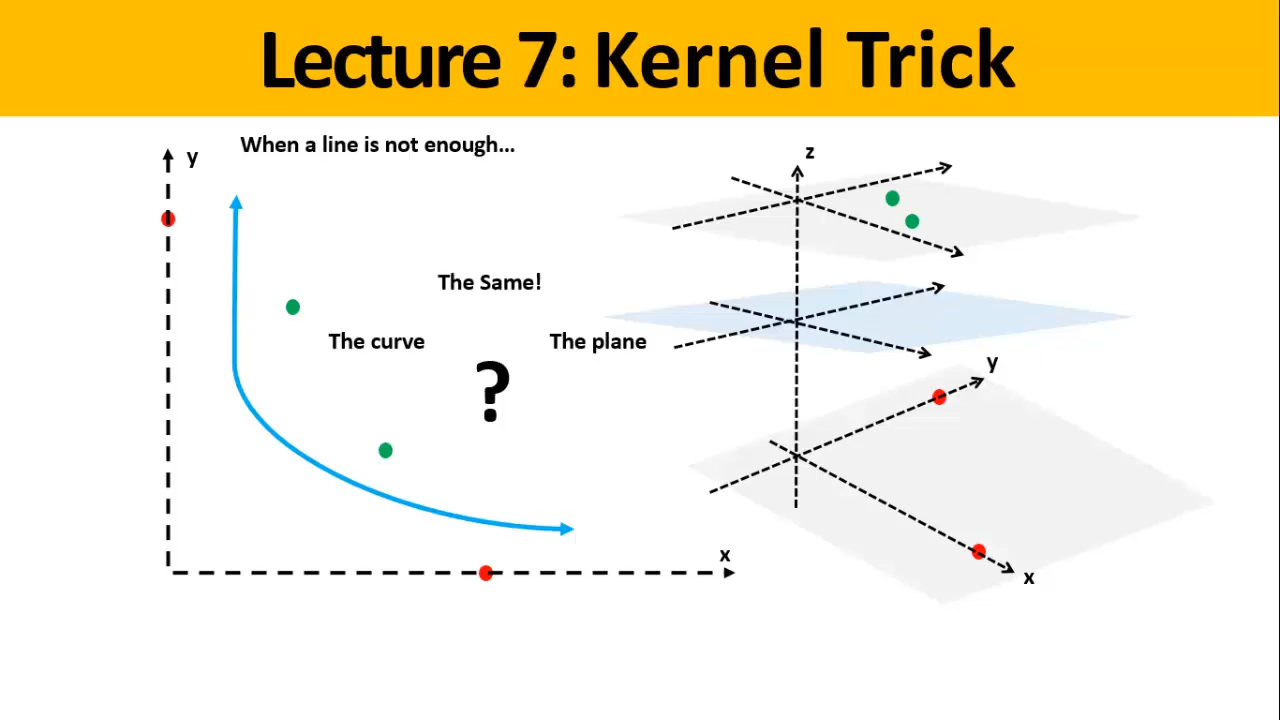 Lecture 7: Kernel Trick
When a line is not enough...
y
The Same!
The curve
The plane
?
x
z
y
x